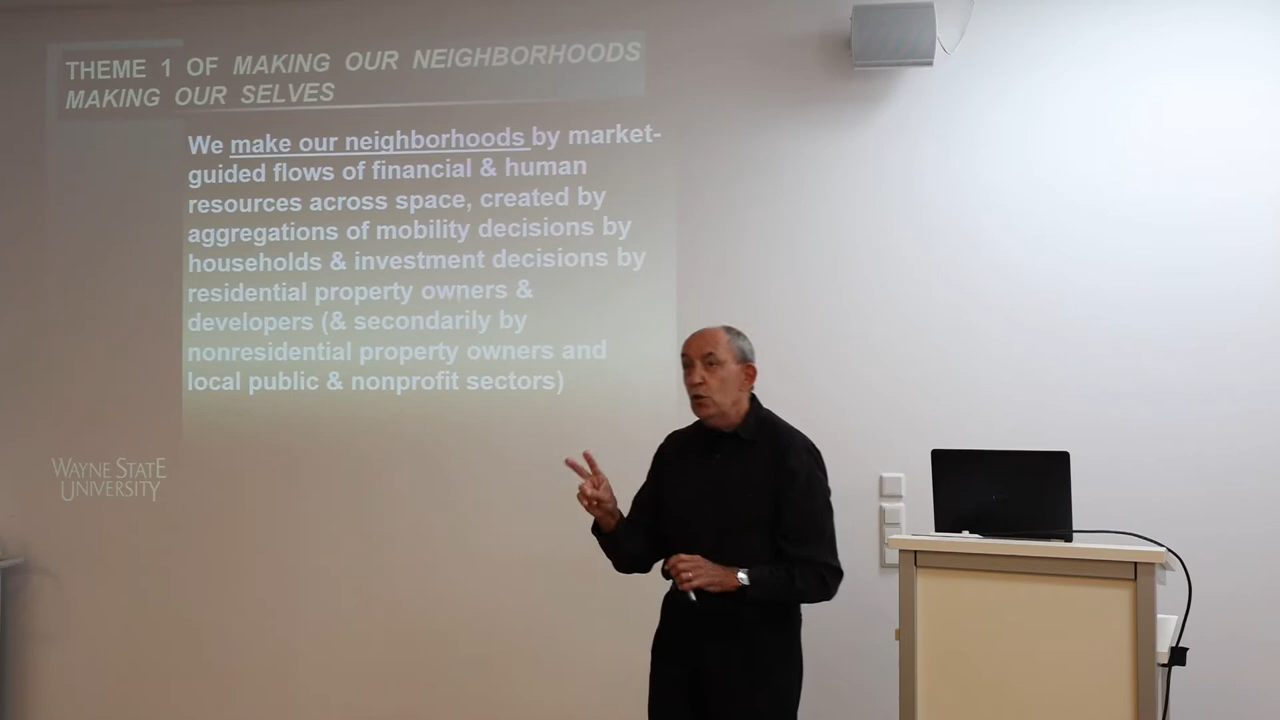 THEME 1 OF MAKING OUR NEIGHBORHOODS
MAKING OUR SELVES
We make our neighborhoods by market-
guided flows of financial & human
resources across space, created by
aggregations of mobility decisions by
households & investment decisions by
residential property owners &
developers (& secondarily by
nonresidential property owners and
local public & nonprofit sectors)
WAYNE STATE
UNIVERSITY